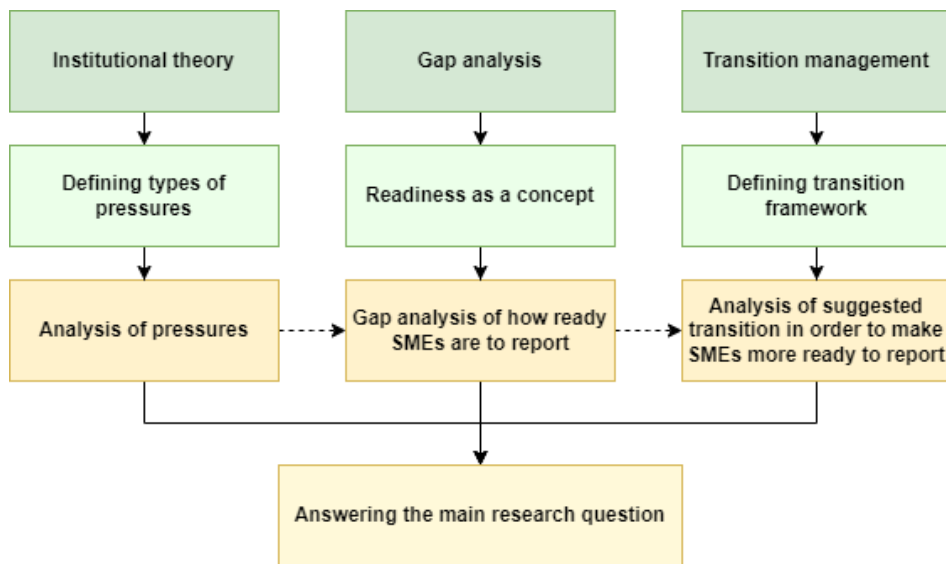 Institutional theory
Gap analysis
Transition management
Defining types of
pressures
Readiness as a concept
Defining transition
framework
Analysis of pressures
Gap analysis of how ready
SMEs are to report
Analysis of suggested
transition in order to make
SMEs more ready to report
Answering the main research question